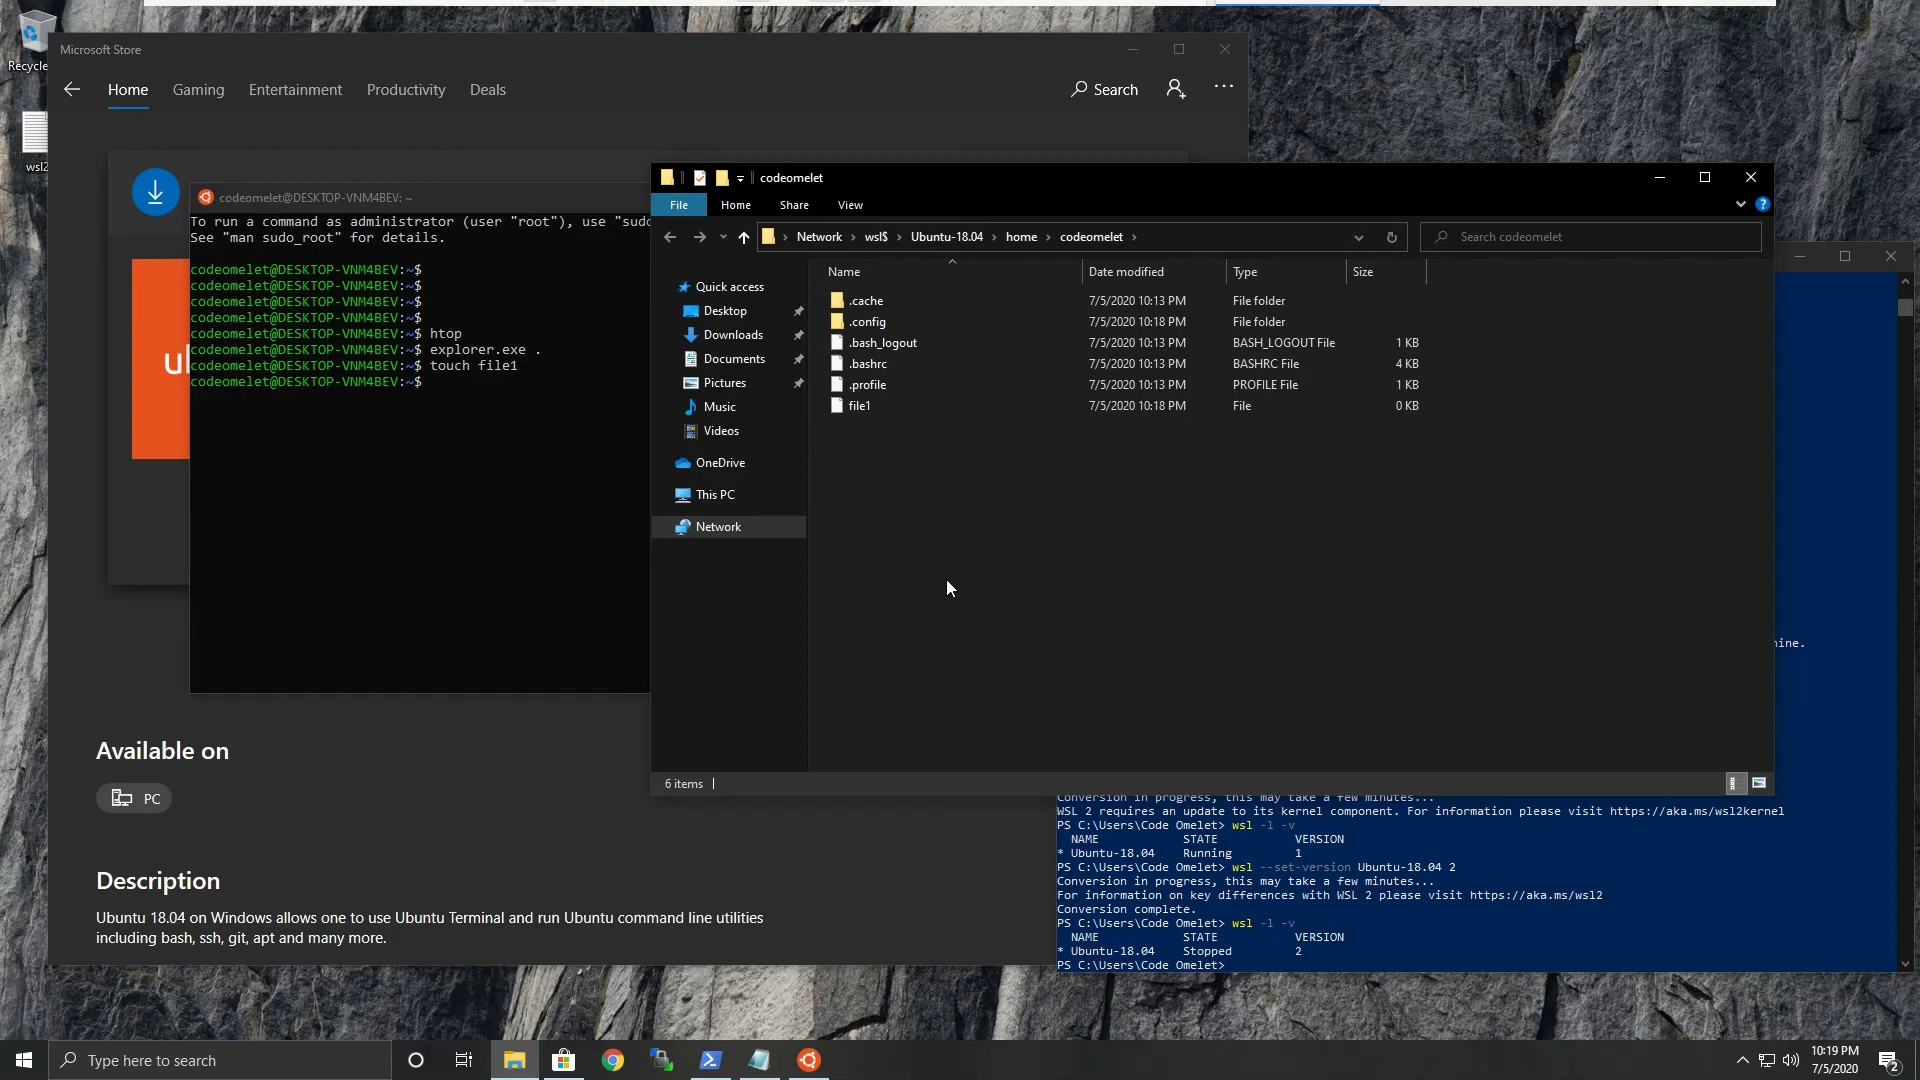 Recycle
wsl2
Microsoft Store
Home Gaming Entertainment Productivity Deals
Search
codeomelet@DESKTOP-VNM4BEV: ~
To run a command as administrator (user "root"), use "sudo
See "man sudo_root" for details.
codeomelet@DESKTOP-VNM4BEV:~$
codeomelet@DESKTOP-VNM4BEV:~$
codeomelet@DESKTOP-VNM4BEV:~$
codeomelet@DESKTOP-VNM4BEV:~$
codeomelet@DESKTOP-VNM4BEV:~$ htop
codeomelet@DESKTOP-VNM4BEV:~$ explorer.exe .
codeomelet@DESKTOP-VNM4BEV:~$ touch file1
codeomelet@DESKTOP-VNM4BEV:~$
codeomelet
File Home Share View
Network wsl$ Ubuntu-18.04 home codeomelet
Search codeomelet
Quick access
Desktop
Downloads
Documents
Pictures
Music
Videos
OneDrive
This PC
Network
Name Date modified Type Size
.cache 7/5/2020 10:13 PM File folder
.config 7/5/2020 10:18 PM File folder
.bash_logout 7/5/2020 10:13 PM BASH_LOGOUT File 1 KB
.bashrc 7/5/2020 10:13 PM BASHRC File 4 KB
.profile 7/5/2020 10:13 PM PROFILE File 1 KB
file1 7/5/2020 10:18 PM File 0 KB
6 items
Available on
PC
Description
Ubuntu 18.04 on Windows allows one to use Ubuntu Terminal and run Ubuntu command line utilities
including bash, ssh, git, apt and many more.
Conversion in progress, this may take a few minutes...
WSL 2 requires an update to its kernel component. For information please visit https://aka.ms/wsl2kernel
PS C:\Users\Code Omelet> wsl -l -v
NAME STATE VERSION
* Ubuntu-18.04 Running 1
PS C:\Users\Code Omelet> wsl --set-version Ubuntu-18.04 2
Conversion in progress, this may take a few minutes...
For information on key differences with WSL 2 please visit https://aka.ms/wsl2
Conversion complete.
PS C:\Users\Code Omelet> wsl -l -v
NAME STATE VERSION
* Ubuntu-18.04 Stopped 2
PS C:\Users\Code Omelet>
Type here to search
10:19 PM
7/5/2020
2